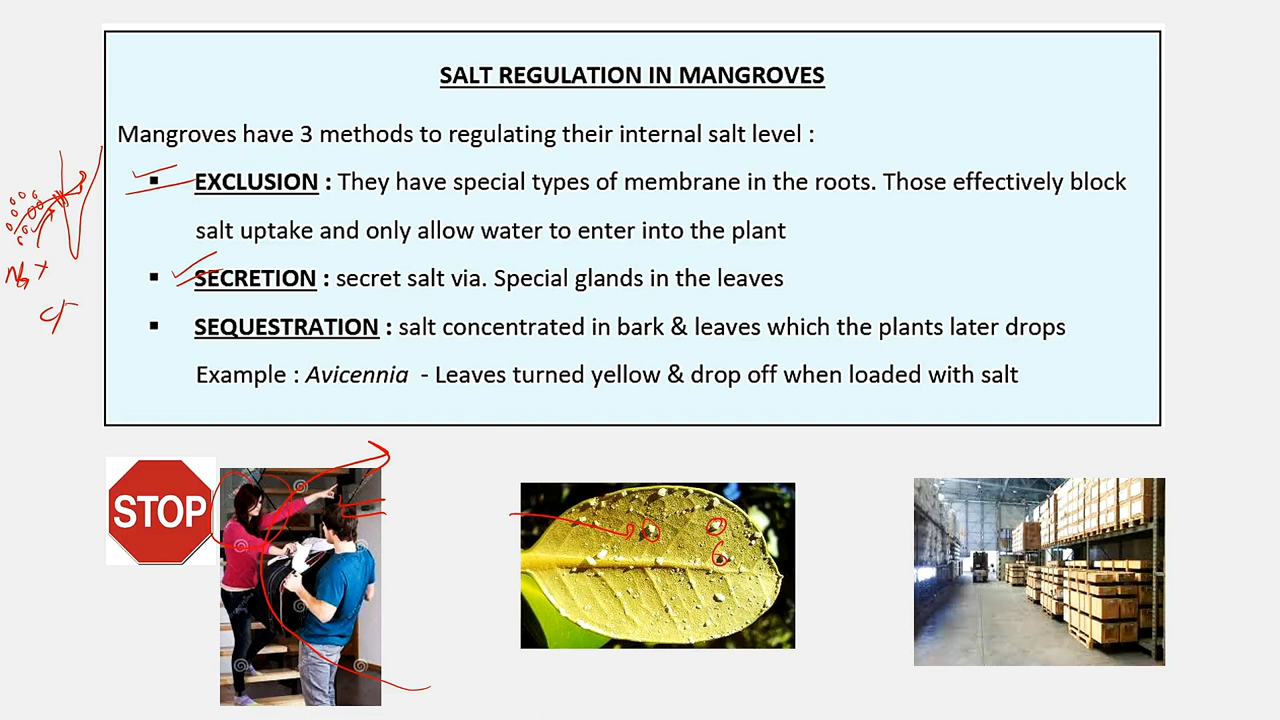 SALT REGULATION IN MANGROVES
Mangroves have 3 methods to regulating their internal salt level :
▪ EXCLUSION : They have special types of membrane in the roots. Those effectively block
salt uptake and only allow water to enter into the plant
▪ SECRETION : secret salt via. Special glands in the leaves
▪ SEQUESTRATION : salt concentrated in bark & leaves which the plants later drops
Example : Avicennia - Leaves turned yellow & drop off when loaded with salt
STOP